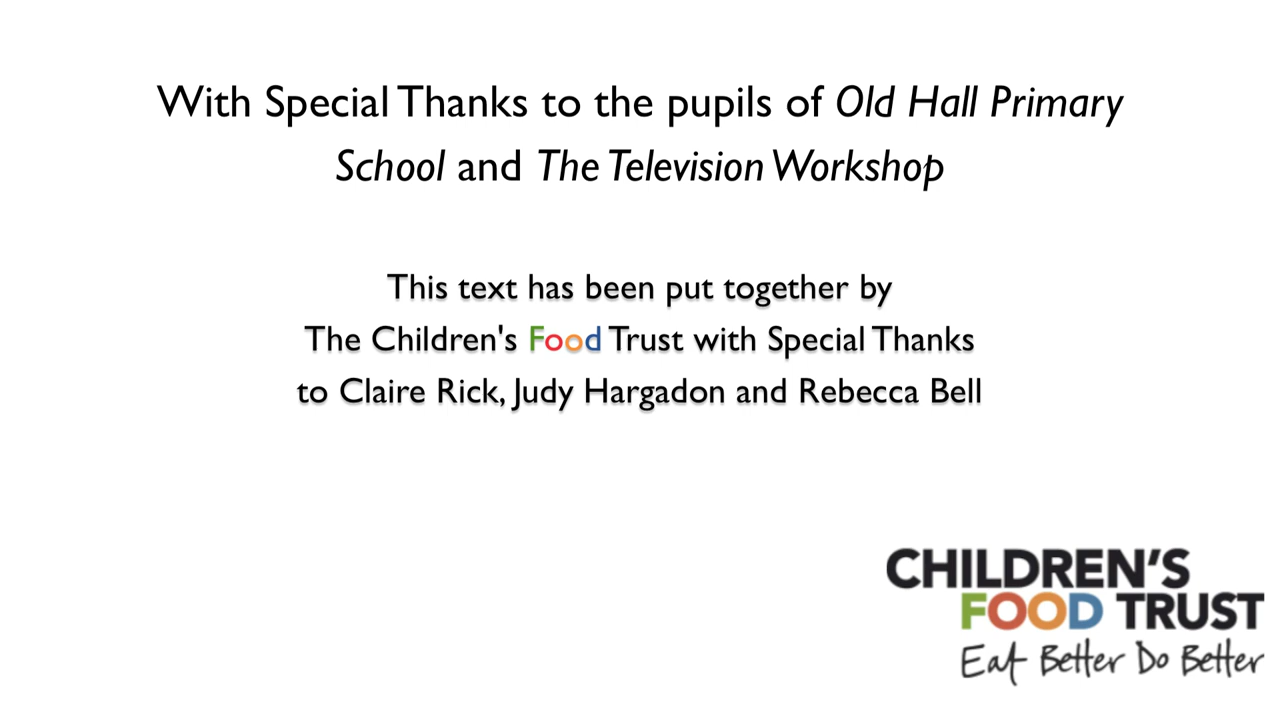 With Special Thanks to the pupils of Old Hall Primary
School and The Television Workshop
This text has been put together by
The Children's Food Trust with Special Thanks
to Claire Rick, Judy Hargadon and Rebecca Bell
CHILDREN'S
FOOD TRUST
Eat Better Do Better